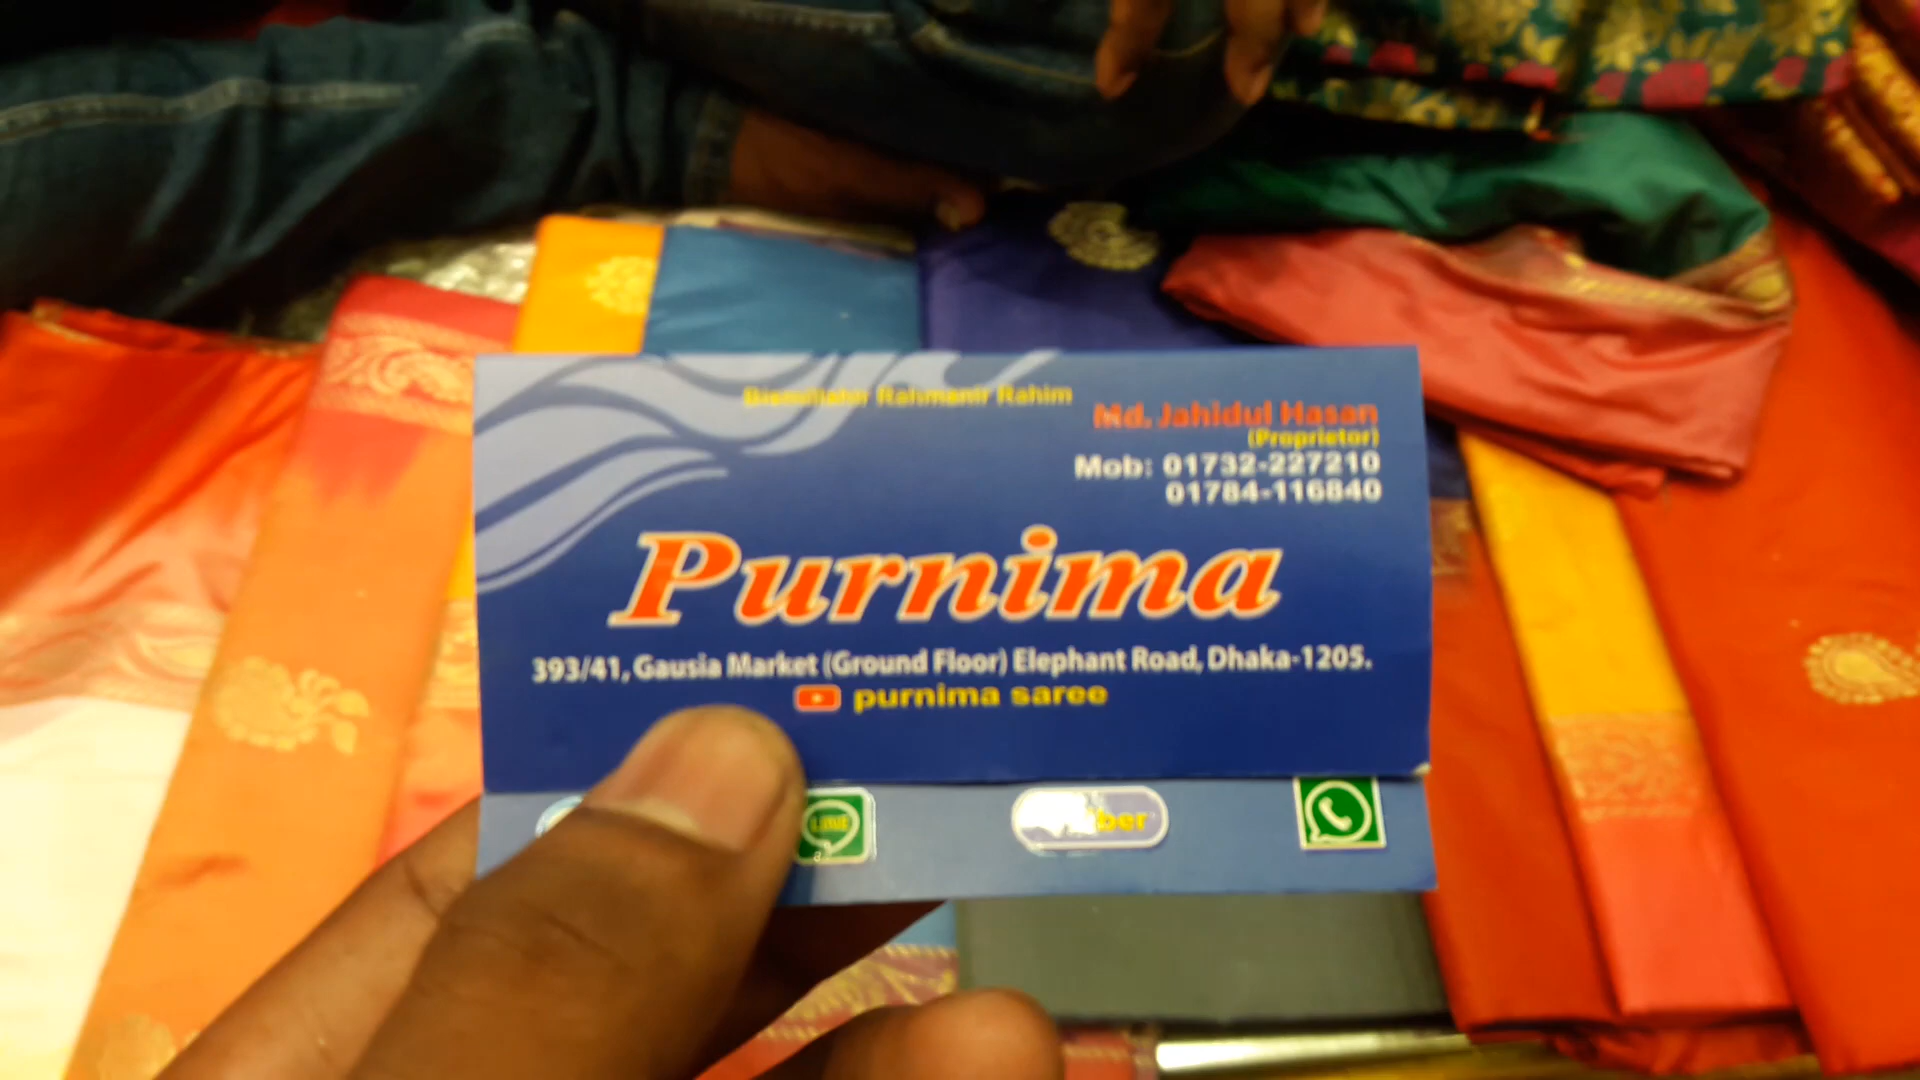 Bismillahir Rahmanir Rahim
Md. Jahidul Hasan
(Proprietor)
Mob: 01732-227210
01784-116840
Purnima
393/41, Gausia Market (Ground Floor) Elephant Road, Dhaka-1205.
purnima saree
LINE